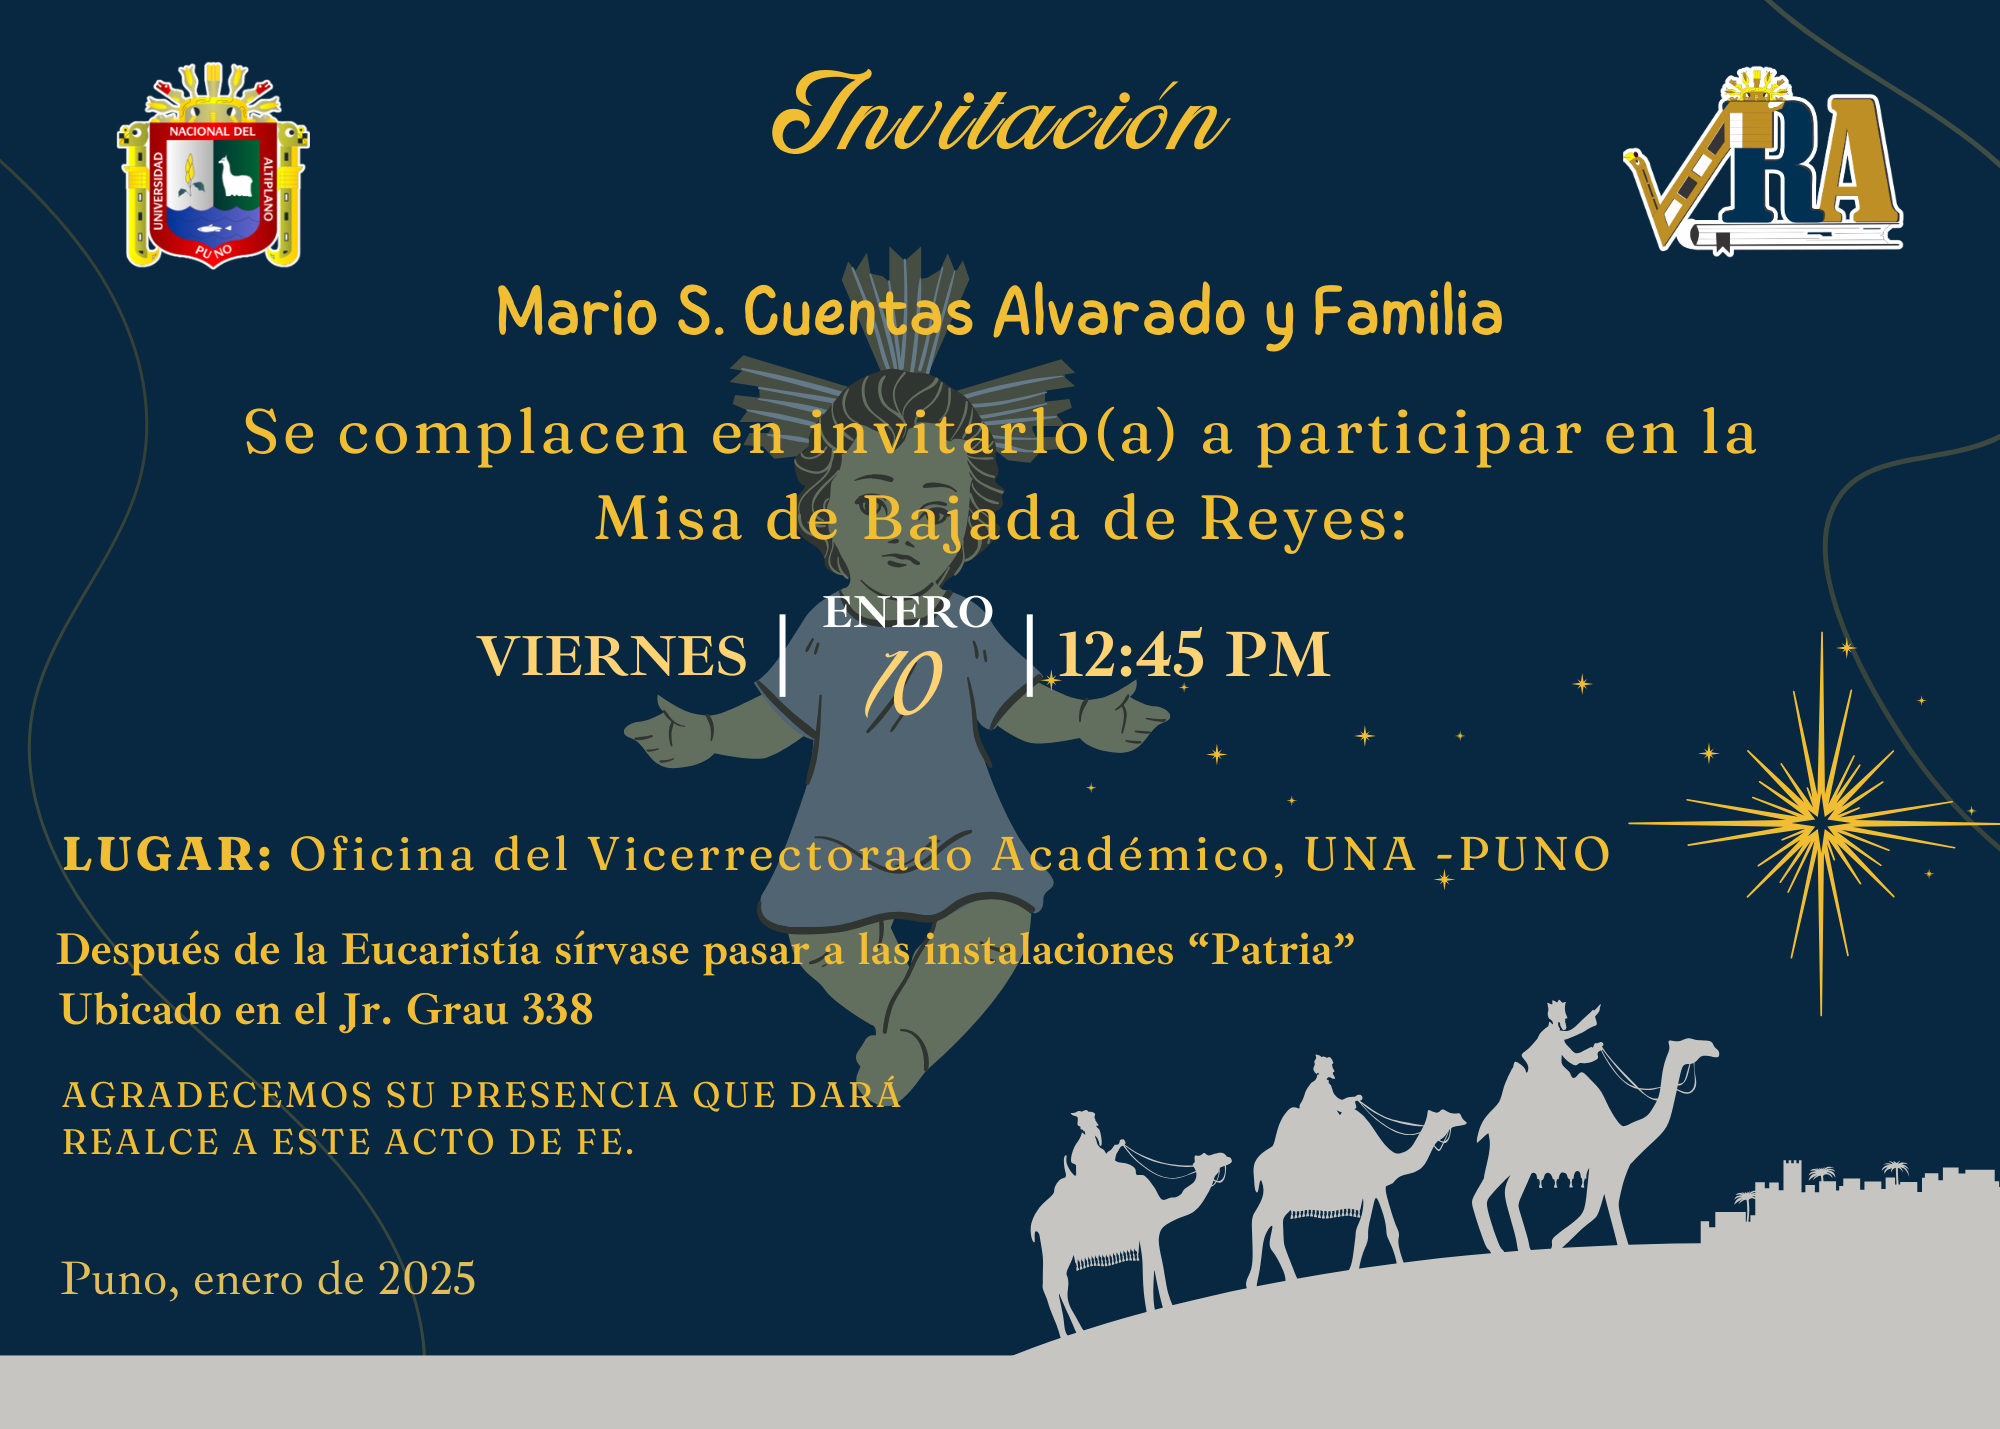 Invitación
UNIVERSIDAD
NACIONAL DEL
ALTIPLANO
PUNO
VRA
Mario S. Cuentas Alvarado y Familia
Se complacen en invitarlo(a) a participar en la
Misa de Bajada de Reyes:
VIERNES
ENERO
10
12:45 PM
LUGAR: Oficina del Vicerrectorado Académico, UNA -PUNO
Después de la Eucaristía sírvase pasar a las instalaciones “Patria”
Ubicado en el Jr. Grau 338
AGRADECEMOS SU PRESENCIA QUE DARÁ
REALCE A ESTE ACTO DE FE.
Puno, enero de 2025